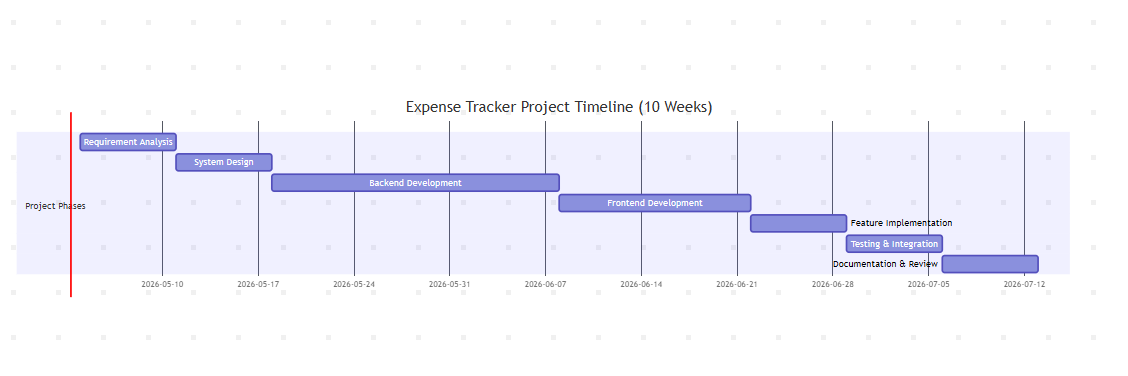 Expense Tracker Project Timeline (10 Weeks)
Requirement Analysis
System Design
Backend Development
Frontend Development
Project Phases
Feature Implementation
Testing & Integration
Documentation & Review
2026-05-10 2026-05-17 2026-05-24 2026-05-31 2026-06-07 2026-06-14 2026-06-21 2026-06-28 2026-07-05 2026-07-12